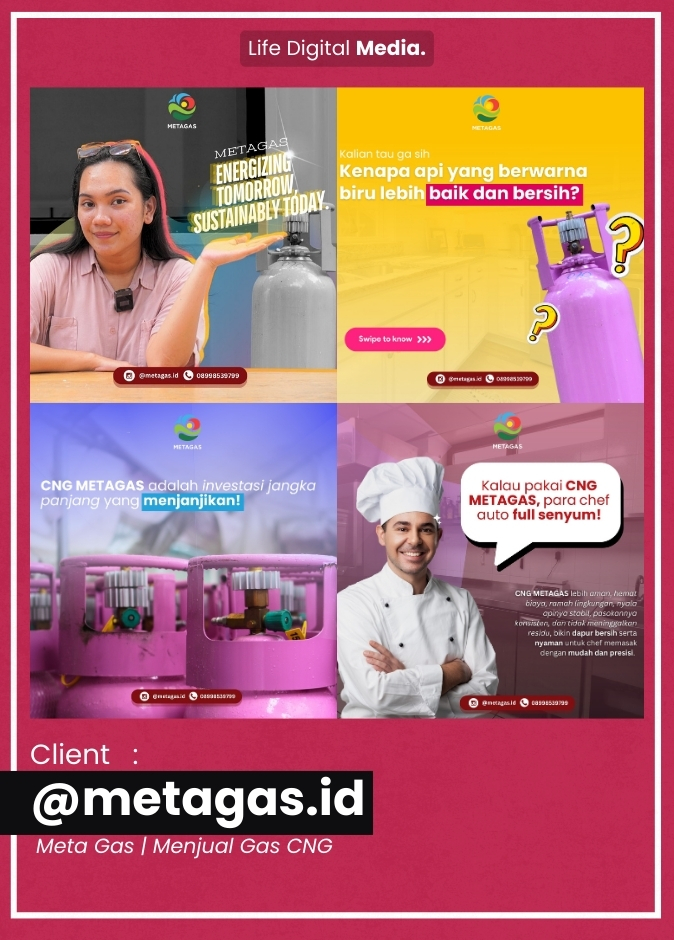 Life Digital Media.
METAGAS
METAGAS
ENERGIZING
TOMORROW,
SUSTAINABLY TODAY.
@metagas.id 08998539799
METAGAS
Kalian tau ga sih
Kenapa api yang berwarna
biru lebih baik dan bersih?
?
?
Swipe to know
@metagas.id 08998539799
METAGAS
CNG METAGAS adalah investasi jangka
panjang yang menjanjikan!
@metagas.id 08998539799
METAGAS
Kalau pakai CNG
METAGAS, para chef
auto full senyum!
CNG METAGAS lebih aman, hemat
biaya, ramah lingkungan, nyala
apinya stabil, pasokannya
konsisten, dan tidak meninggalkan
residu, bikin dapur bersih serta
nyaman untuk chef memasak
dengan mudah dan presisi.
@metagas.id 08998539799
Client :
@metagas.id
Meta Gas | Menjual Gas CNG